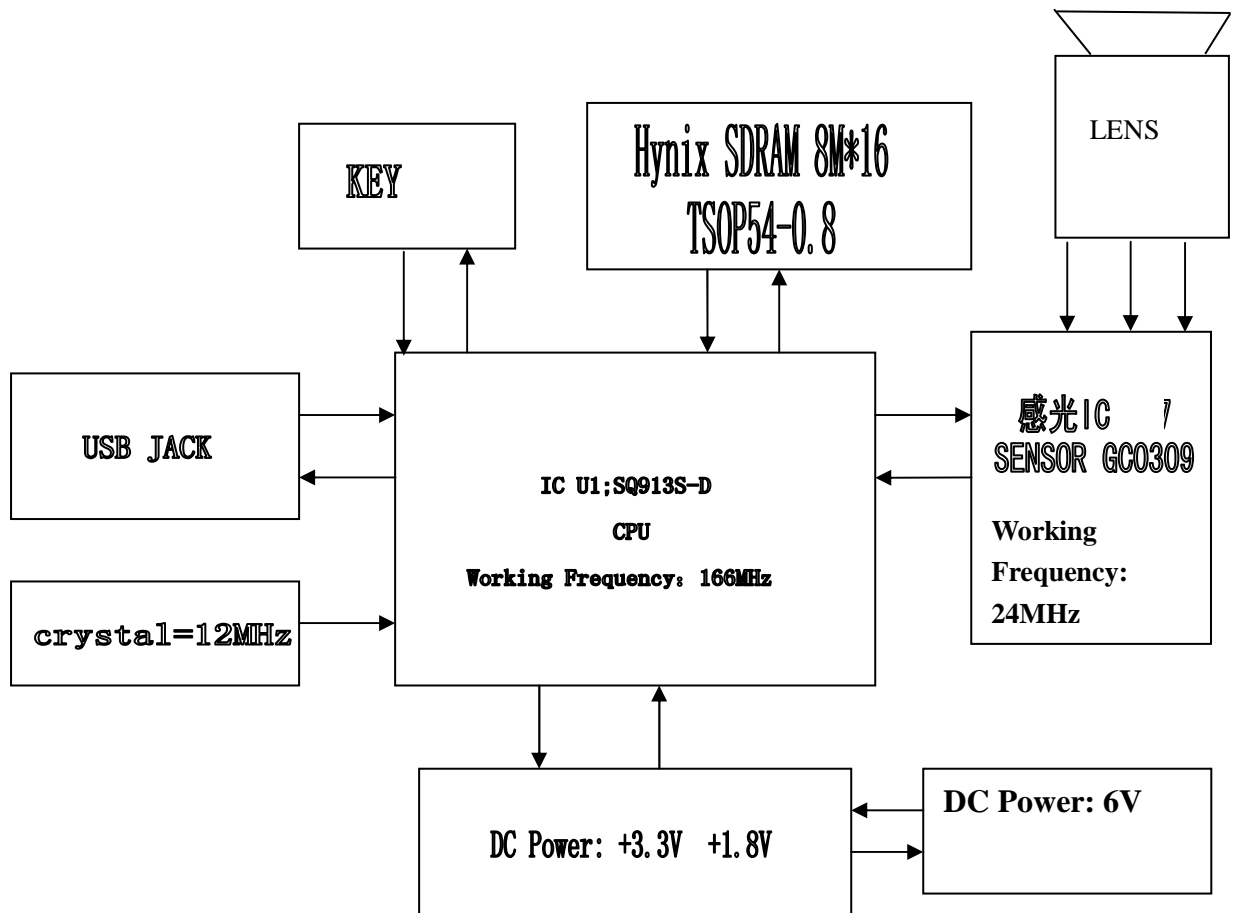 LENS
Hynix SDRAM 8M*16
TSOP54-0.8
KEY
感光IC
SENSOR GC0309
Working
Frequency:
24MHz
USB JACK
IC U1;SQ913S-D
CPU
Working Frequency：166MHz
crystal=12MHz
DC Power: 6V
DC Power: +3.3V +1.8V